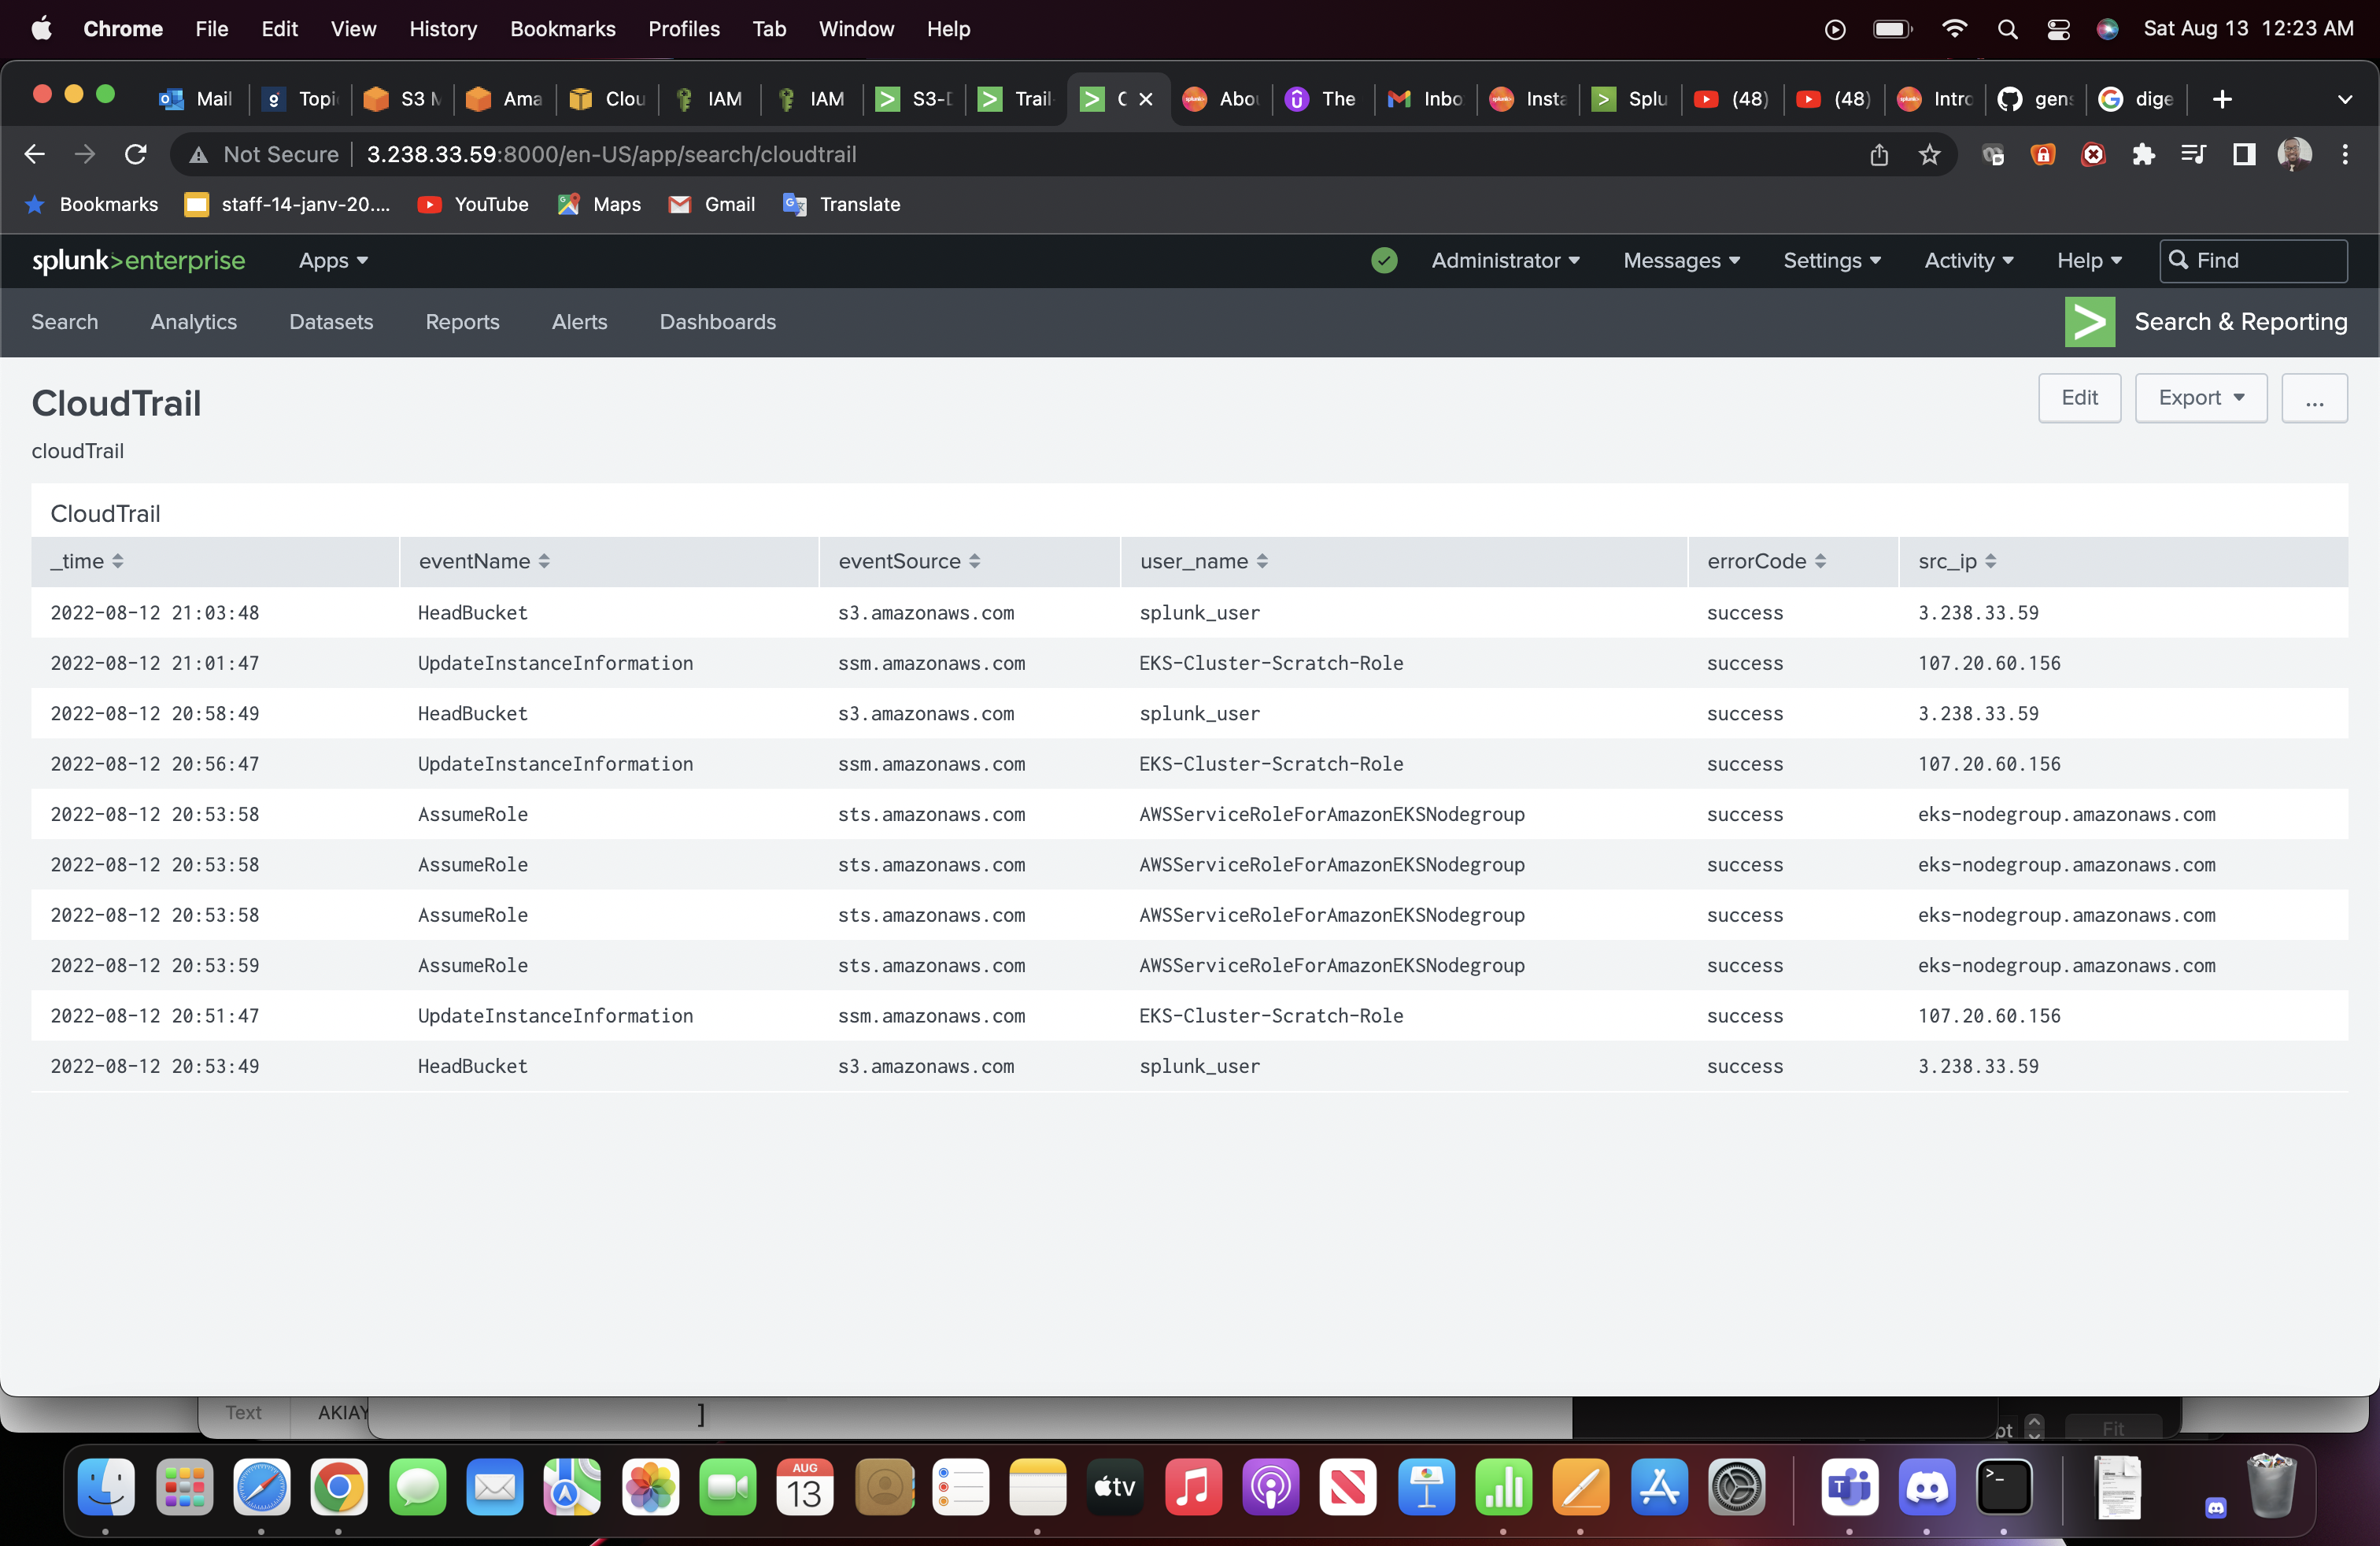 Chrome File Edit View History Bookmarks Profiles Tab Window Help Sat Aug 13 12:23 AM
Mail Topi S3 M Ama Clou IAM IAM S3-D Trail- C Abou The Inbo Insta Splu (48) (48) Intro gens dige
Not Secure 3.238.33.59:8000/en-US/app/search/cloudtrail
Bookmarks staff-14-janv-20.... YouTube Maps Gmail Translate
splunk>enterprise Apps Administrator Messages Settings Activity Help Find
Search Analytics Datasets Reports Alerts Dashboards Search & Reporting
CloudTrail Edit Export ...
cloudTrail
CloudTrail
_time eventName eventSource user_name errorCode src_ip
2022-08-12 21:03:48 HeadBucket s3.amazonaws.com splunk_user success 3.238.33.59
2022-08-12 21:01:47 UpdateInstanceInformation ssm.amazonaws.com EKS-Cluster-Scratch-Role success 107.20.60.156
2022-08-12 20:58:49 HeadBucket s3.amazonaws.com splunk_user success 3.238.33.59
2022-08-12 20:56:47 UpdateInstanceInformation ssm.amazonaws.com EKS-Cluster-Scratch-Role success 107.20.60.156
2022-08-12 20:53:58 AssumeRole sts.amazonaws.com AWSServiceRoleForAmazonEKSNodegroup success eks-nodegroup.amazonaws.com
2022-08-12 20:53:58 AssumeRole sts.amazonaws.com AWSServiceRoleForAmazonEKSNodegroup success eks-nodegroup.amazonaws.com
2022-08-12 20:53:58 AssumeRole sts.amazonaws.com AWSServiceRoleForAmazonEKSNodegroup success eks-nodegroup.amazonaws.com
2022-08-12 20:53:59 AssumeRole sts.amazonaws.com AWSServiceRoleForAmazonEKSNodegroup success eks-nodegroup.amazonaws.com
2022-08-12 20:51:47 UpdateInstanceInformation ssm.amazonaws.com EKS-Cluster-Scratch-Role success 107.20.60.156
2022-08-12 20:53:49 HeadBucket s3.amazonaws.com splunk_user success 3.238.33.59
Text AKIAY ] pt Fit
AUG
13
tv